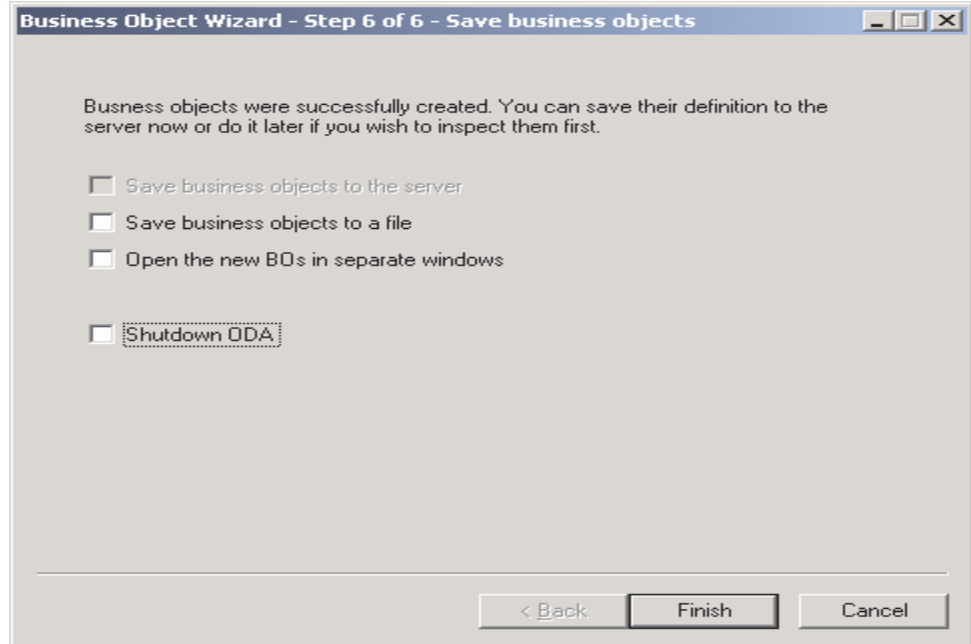 Business Object Wizard - Step 6 of 6 - Save business objects
Busness objects were successfully created. You can save their definition to the
server now or do it later if you wish to inspect them first.
Save business objects to the server
Save business objects to a file
Open the new BOs in separate windows
Shutdown ODA
< Back
Finish
Cancel